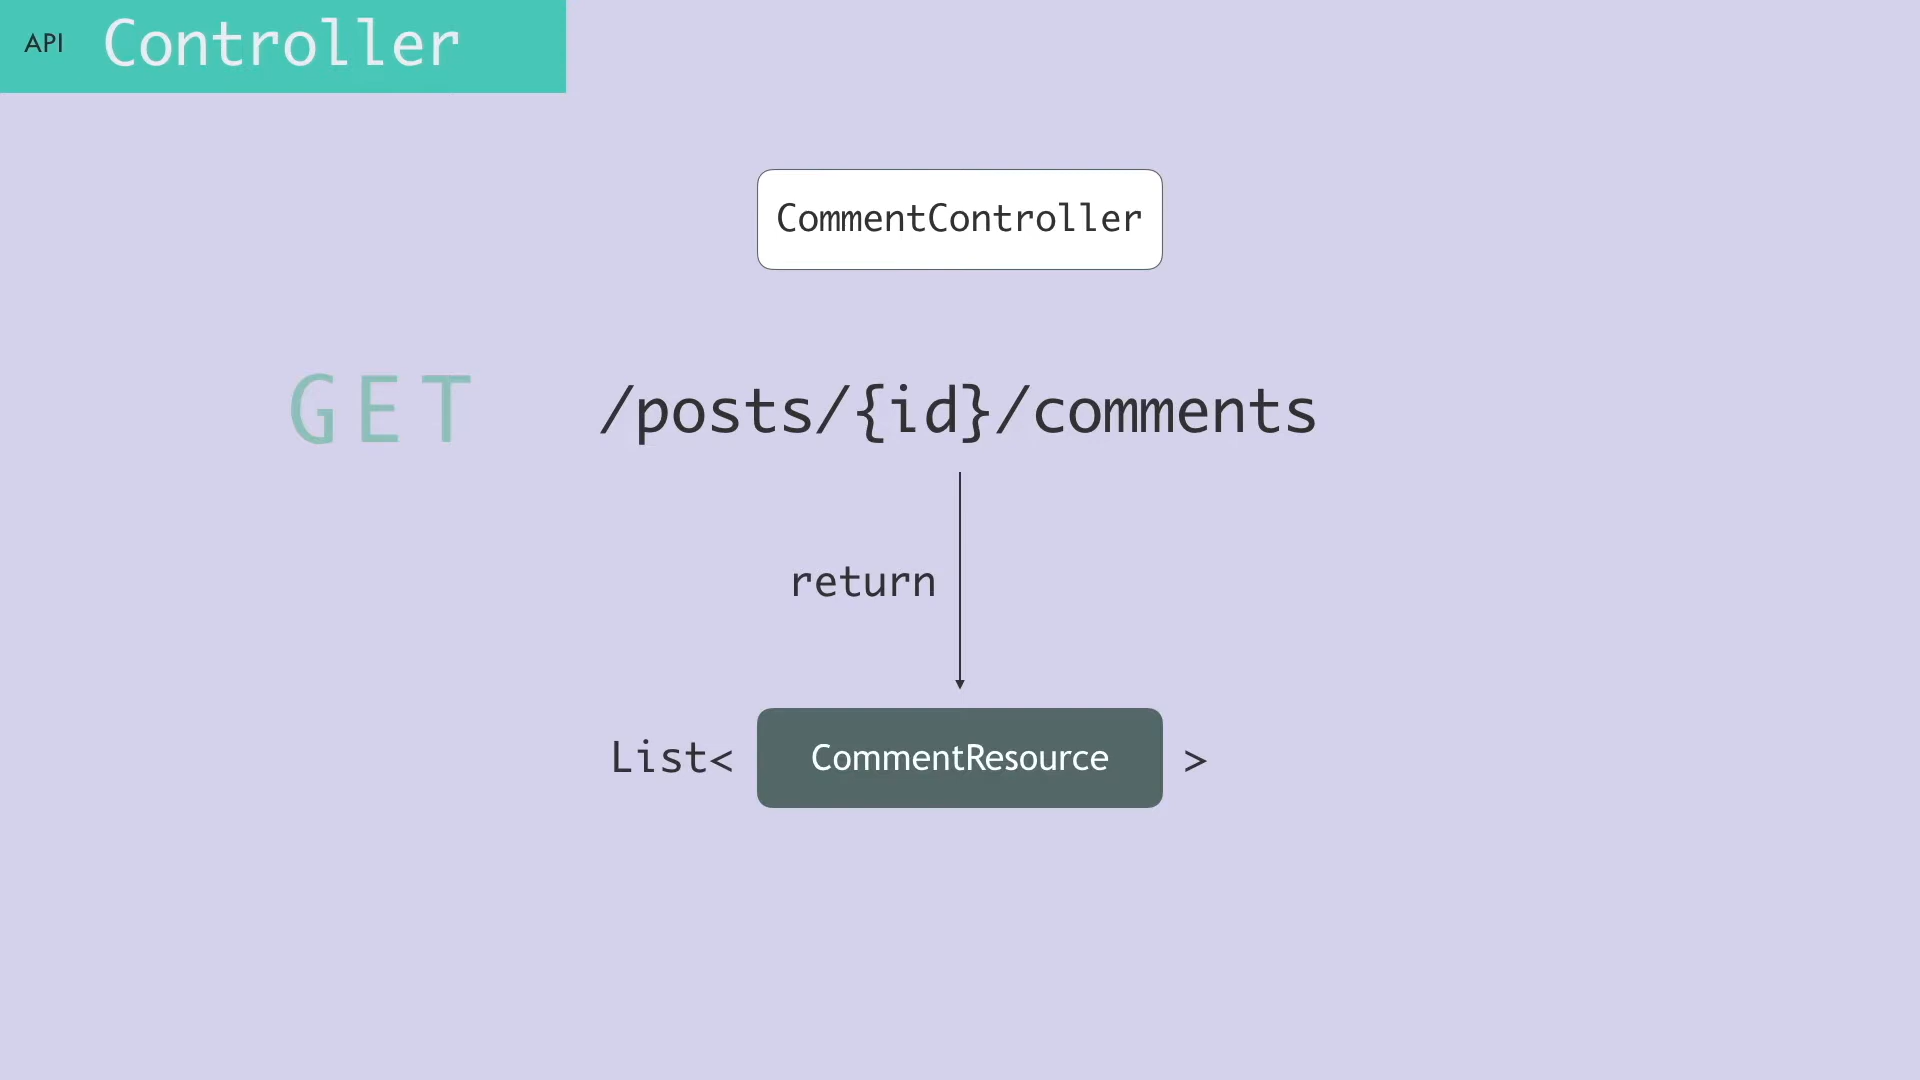 API Controller
CommentController
GET /posts/{id}/comments
return
List< CommentResource >